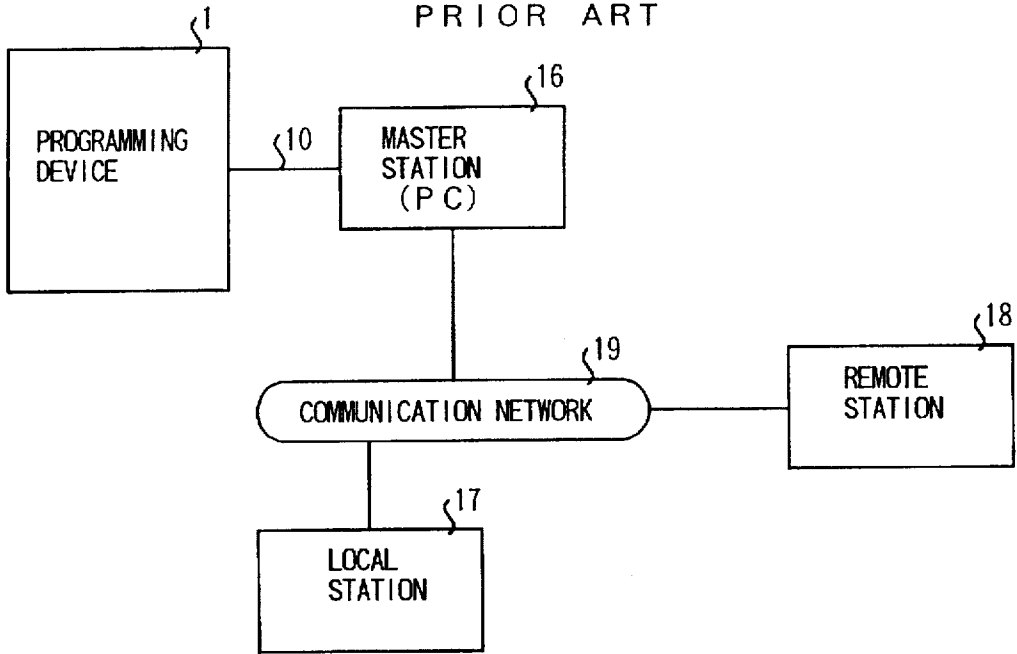 PRIOR ART
1
PROGRAMMING
DEVICE
10
16
MASTER
STATION
(PC)
19
COMMUNICATION NETWORK
18
REMOTE
STATION
17
LOCAL
STATION